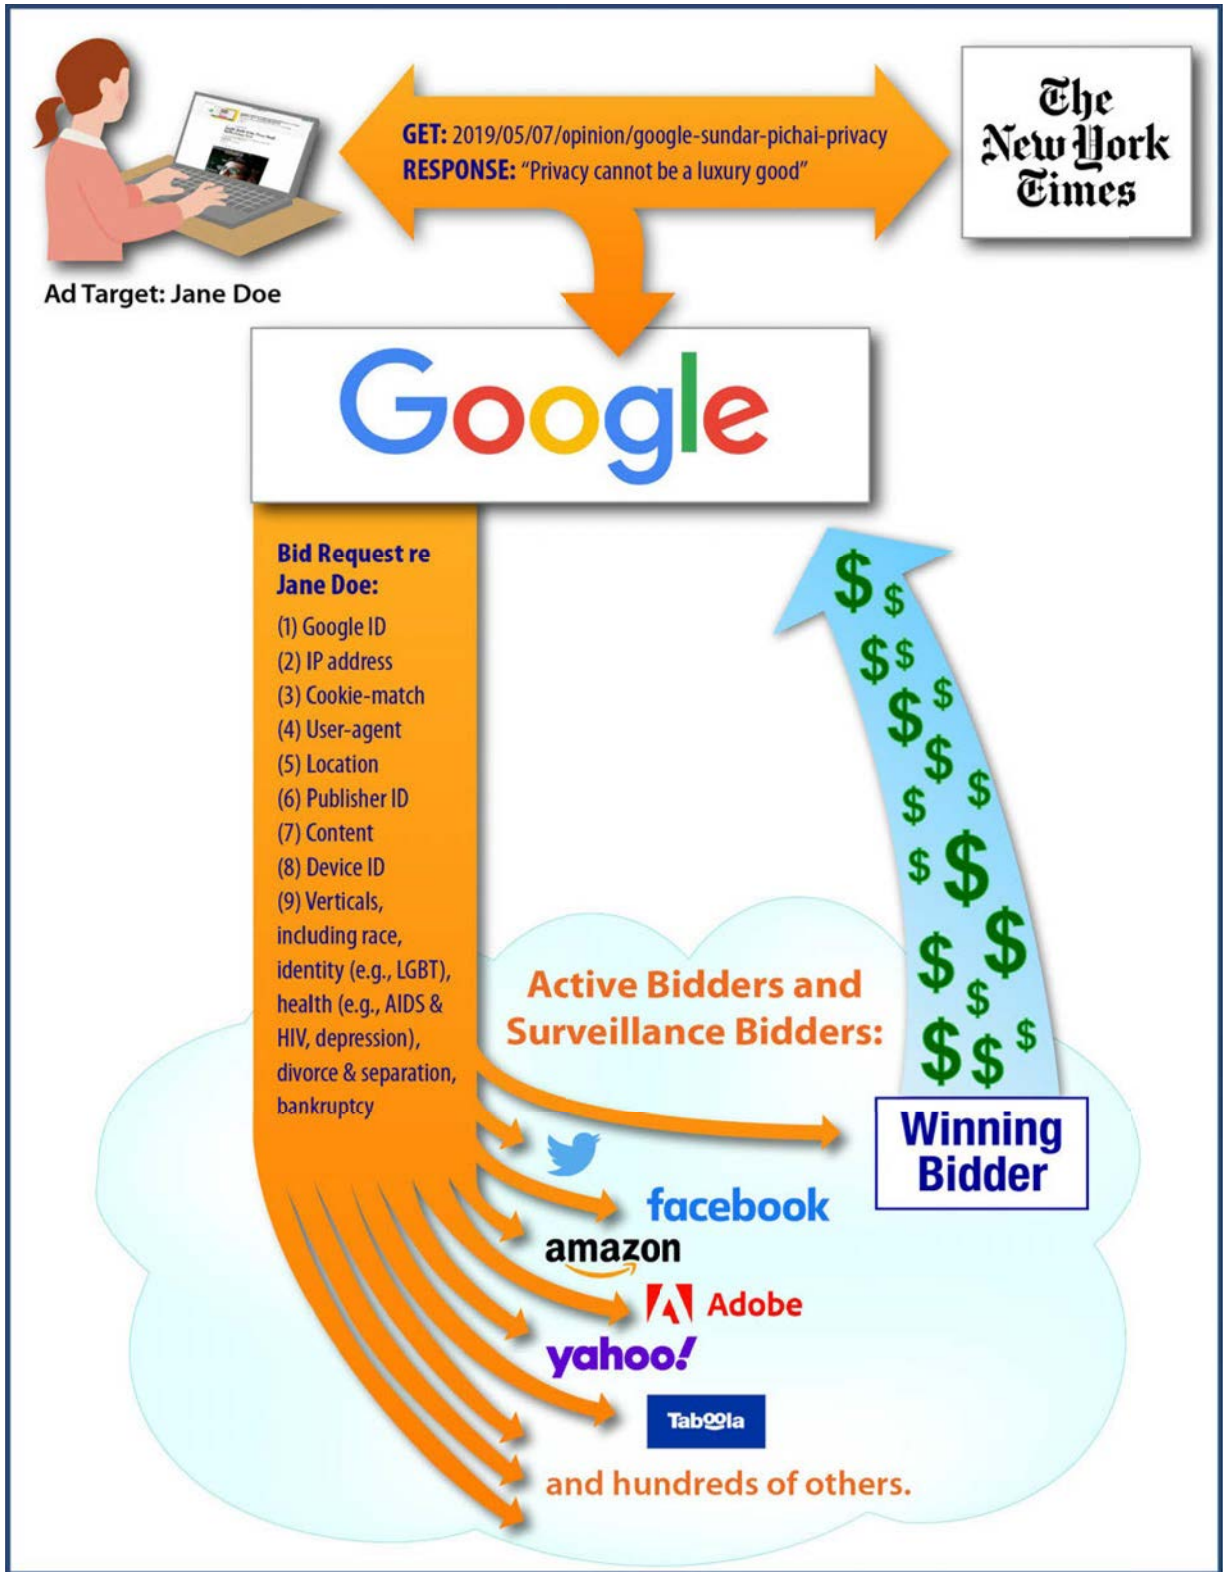 GET: 2019/05/07/opinion/google-sundar-pichai-privacy
RESPONSE: “Privacy cannot be a luxury good”
The
New York
Times
Ad Target: Jane Doe
Google
Bid Request re
Jane Doe:
(1) Google ID
(2) IP address
(3) Cookie-match
(4) User-agent
(5) Location
(6) Publisher ID
(7) Content
(8) Device ID
(9) Verticals,
including race,
identity (e.g., LGBT),
health (e.g., AIDS &
HIV, depression),
divorce & separation,
bankruptcy
$ $
$ $
$ $
$ $
$
$ $
$ $
$
$ $ $
Active Bidders and
Surveillance Bidders:
Winning
Bidder
facebook
amazon
Adobe
yahoo!
Taboola
and hundreds of others.